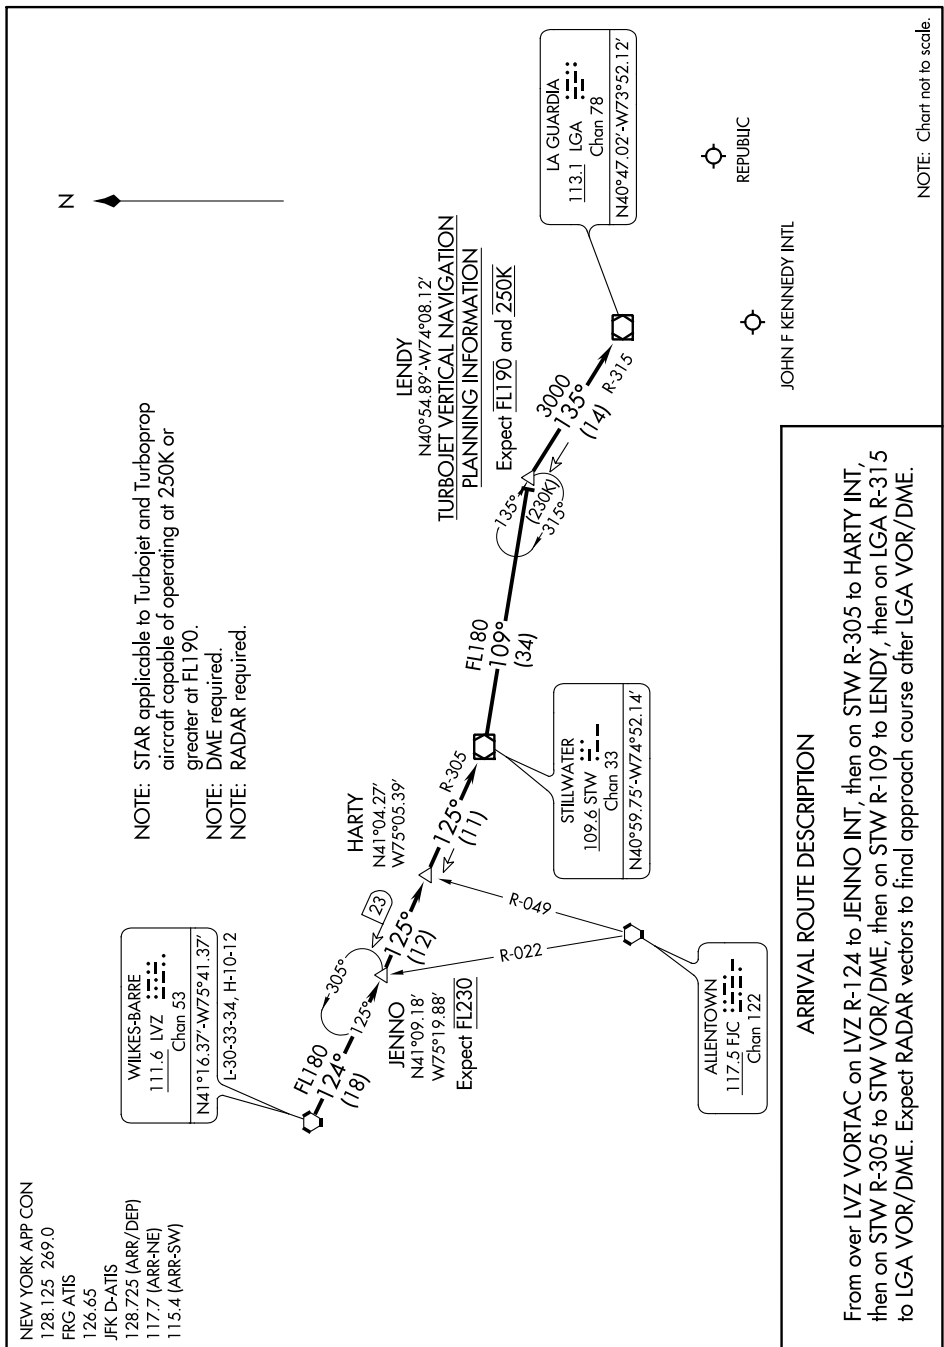 NEW YORK APP CON
128.125 269.0
FRG ATIS
126.65
JFK D-ATIS
128.725 (ARR/DEP)
117.7 (ARR-NE)
115.4 (ARR-SW)
WILKES-BARRE
111.6 LVZ
Chan 53
N41°16.37'-W75°41.37'
L-30-33-34, H-10-12
NOTE: STAR applicable to Turbojet and Turboprop
aircraft capable of operating at 250K or
greater at FL190.
NOTE: DME required.
NOTE: RADAR required.
N
FL180
124°
(18)
125°
305°
JENNO
N41°09.18'
W75°19.88'
Expect FL230
23
125°
(12)
HARTY
N41°04.27'
W75°05.39'
125°
(11)
R-305
R-022
R-049
ALLENTOWN
117.5 FJC
Chan 122
STILLWATER
109.6 STW
Chan 33
N40°59.75'-W74°52.14'
FL180
109°
(34)
LENDY
N40°54.89'-W74°08.12'
TURBOJET VERTICAL NAVIGATION
PLANNING INFORMATION
Expect FL190 and 250K
135°
(230K)
315°
3000
135°
(14)
R-315
LA GUARDIA
113.1 LGA
Chan 78
N40°47.02'-W73°52.12'
REPUBLIC
JOHN F KENNEDY INTL
ARRIVAL ROUTE DESCRIPTION
From over LVZ VORTAC on LVZ R-124 to JENNO INT, then on STW R-305 to HARTY INT,
then on STW R-305 to STW VOR/DME, then on STW R-109 to LENDY, then on LGA R-315
to LGA VOR/DME. Expect RADAR vectors to final approach course after LGA VOR/DME.
NOTE: Chart not to scale.